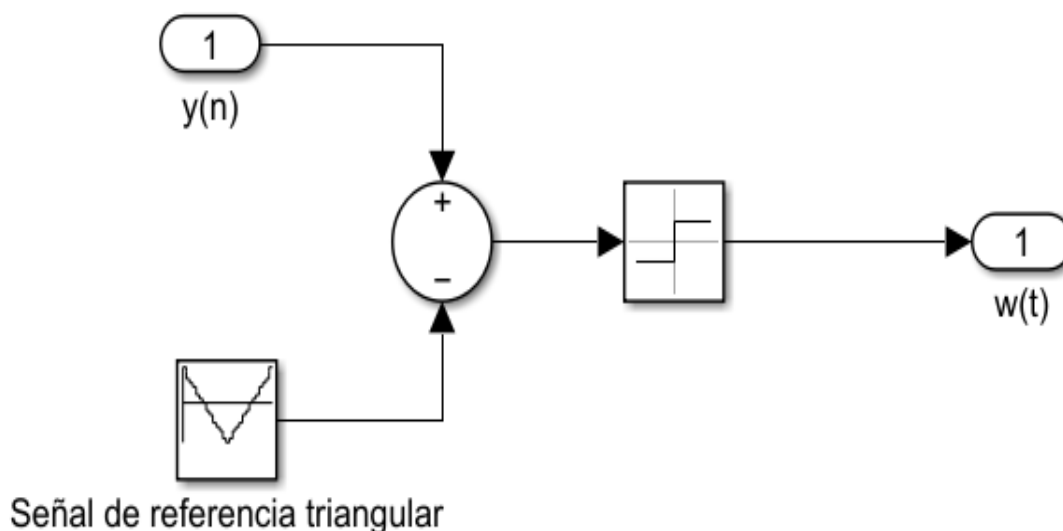 1
y(n)
+
−
1
w(t)
Señal de referencia triangular